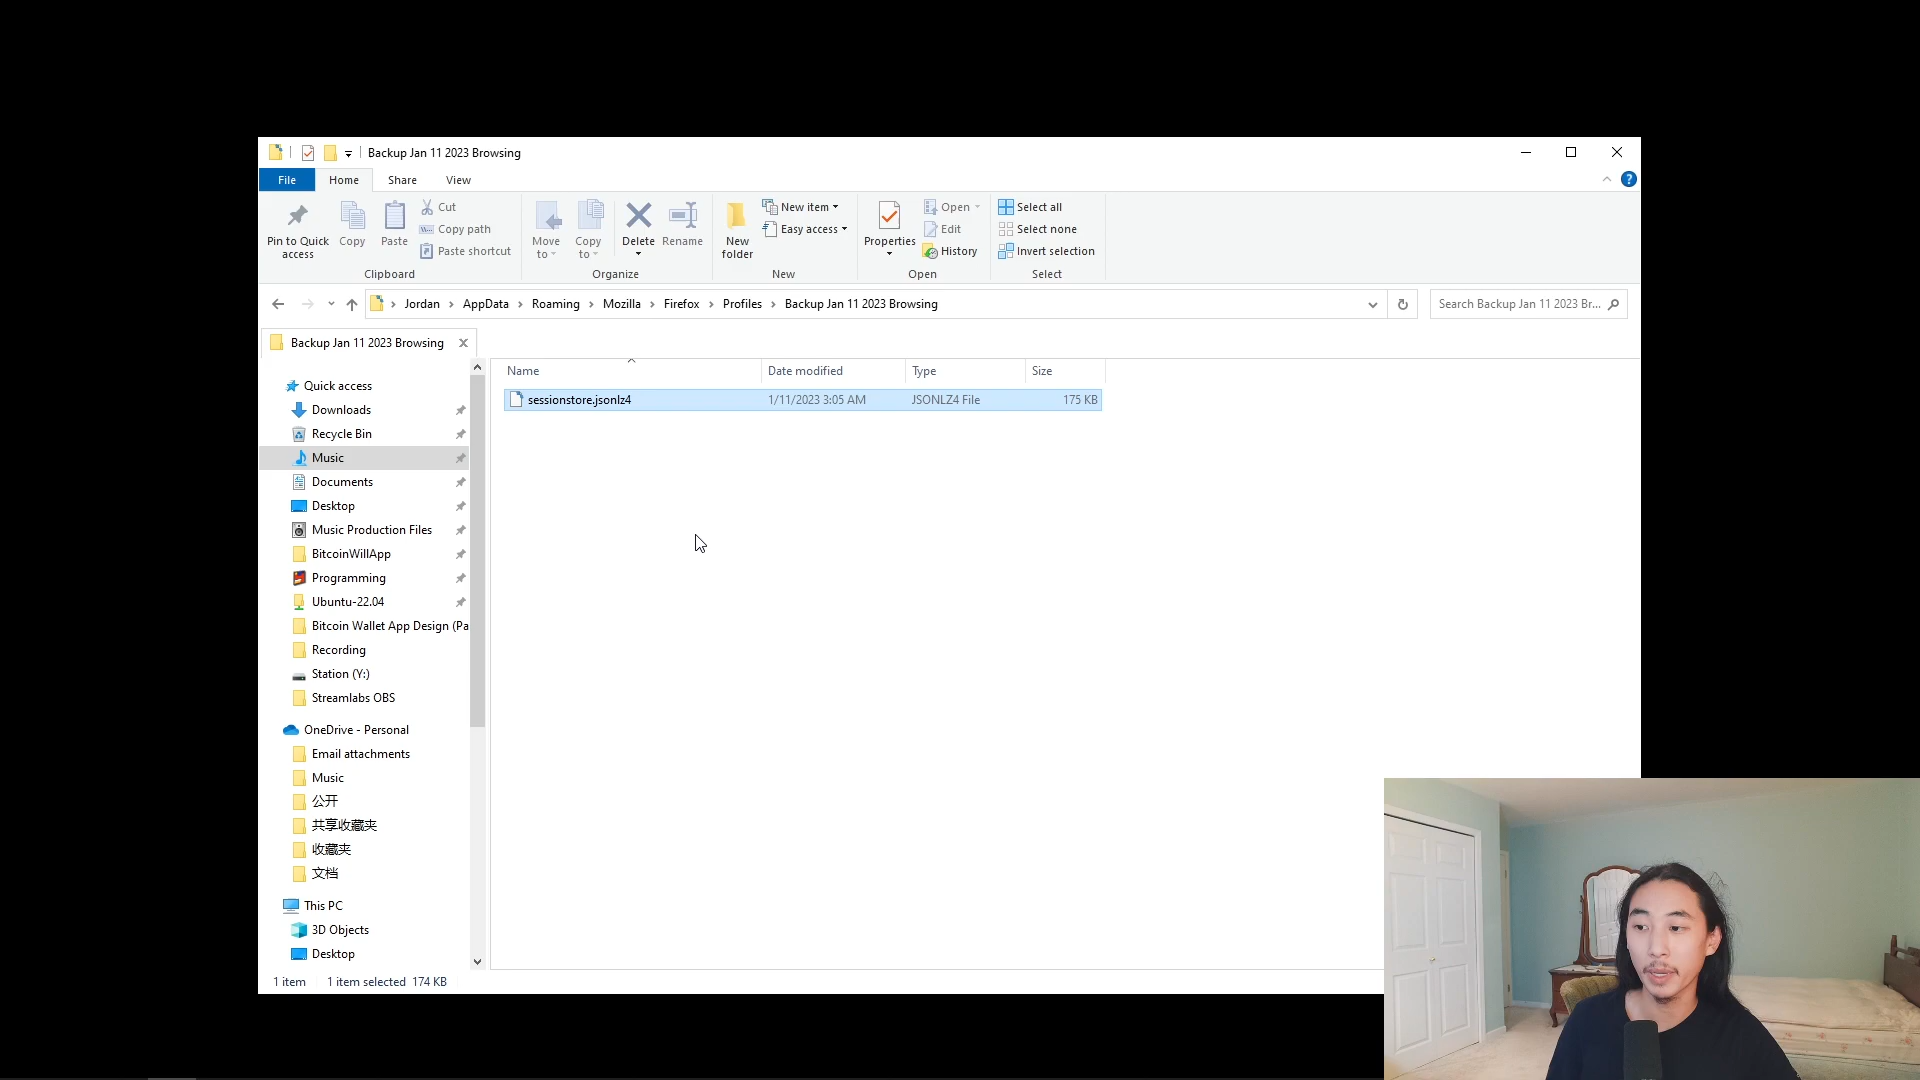 Backup Jan 11 2023 Browsing
File Home Share View
Pin to Quick access
Copy
Paste
Cut
Copy path
Paste shortcut
Clipboard
Move to
Copy to
Delete
Rename
Organize
New folder
New item
Easy access
New
Properties
Open
Edit
History
Open
Select all
Select none
Invert selection
Select
Jordan > AppData > Roaming > Mozilla > Firefox > Profiles > Backup Jan 11 2023 Browsing
Search Backup Jan 11 2023 Br...
Backup Jan 11 2023 Browsing
Name Date modified Type Size
sessionstore.jsonlz4 1/11/2023 3:05 AM JSONLZ4 File 175 KB
Quick access
Downloads
Recycle Bin
Music
Documents
Desktop
Music Production Files
BitcoinWillApp
Programming
Ubuntu-22.04
Bitcoin Wallet App Design (Pa
Recording
Station (Y:)
Streamlabs OBS
OneDrive - Personal
Email attachments
Music
公开
共享收藏夹
收藏夹
文档
This PC
3D Objects
Desktop
1 item 1 item selected 174 KB